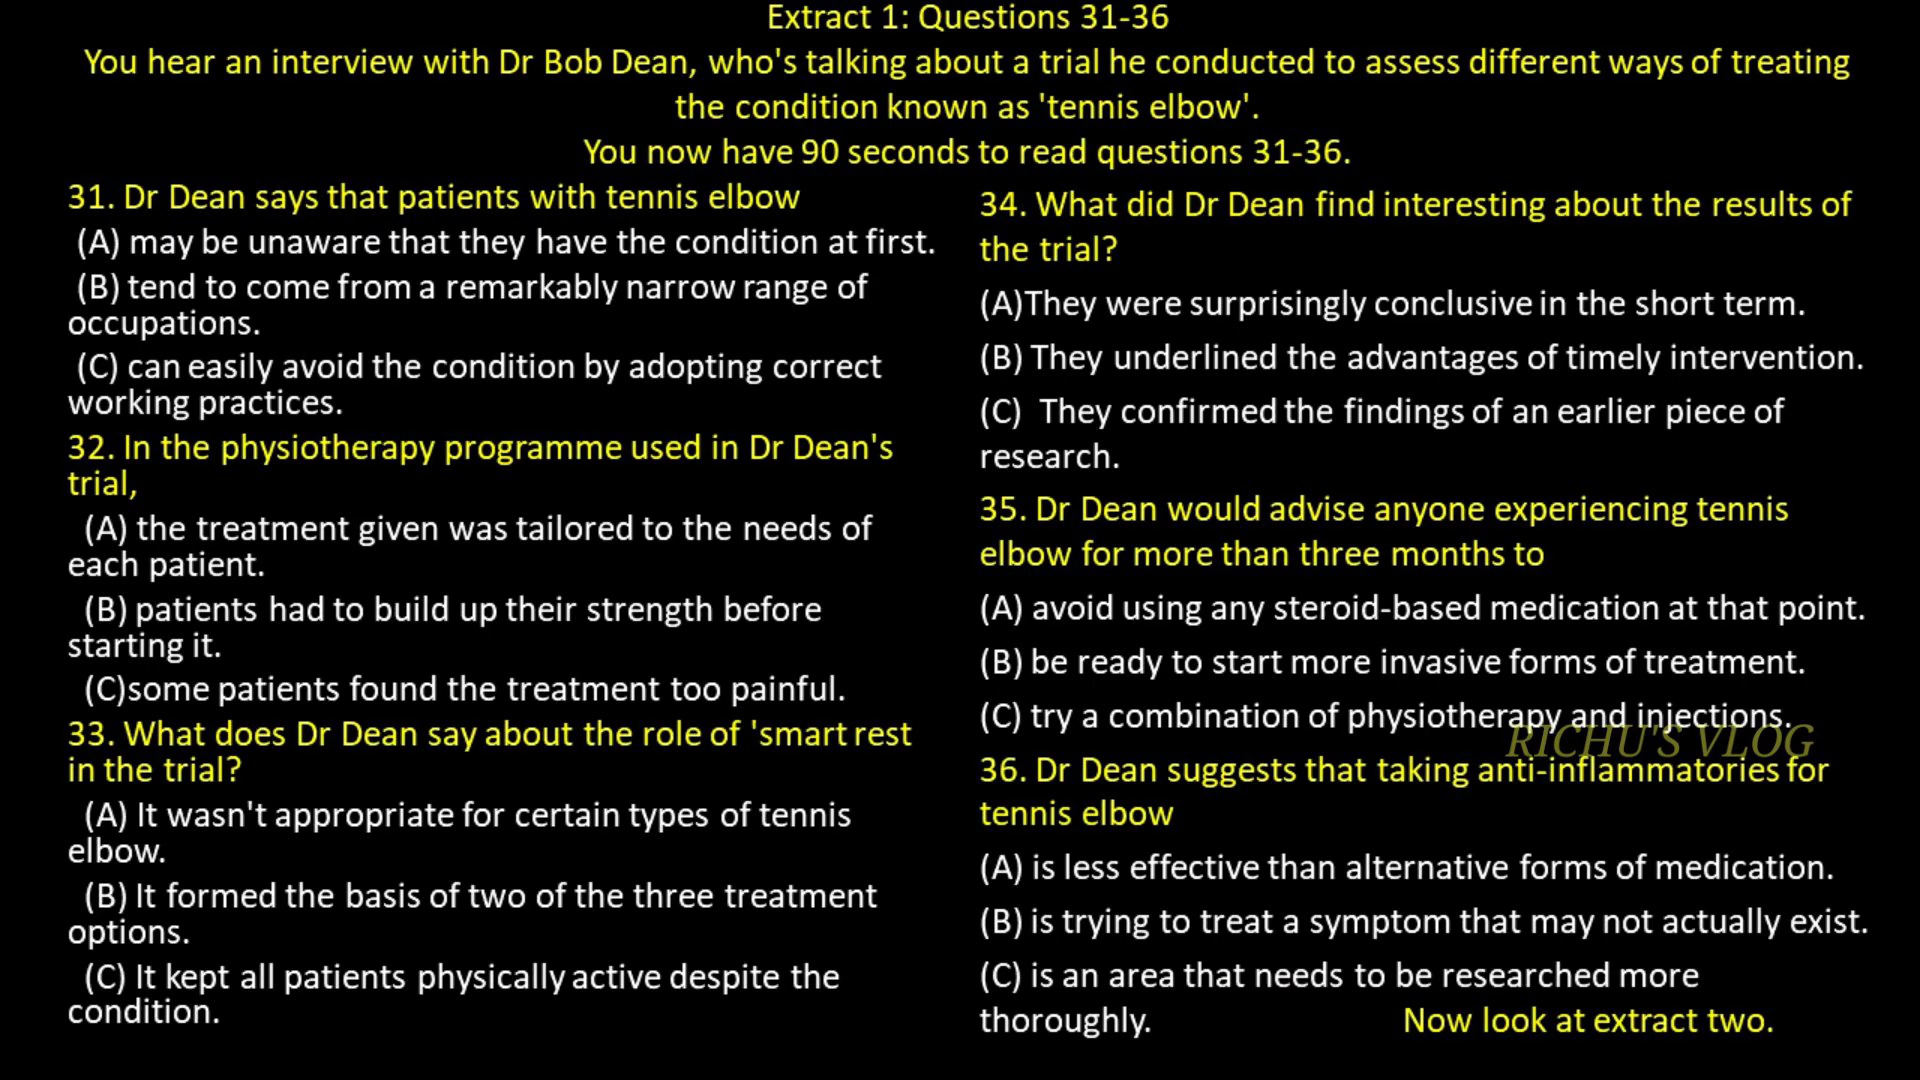 Extract 1: Questions 31-36
You hear an interview with Dr Bob Dean, who's talking about a trial he conducted to assess different ways of treating
the condition known as 'tennis elbow'.
You now have 90 seconds to read questions 31-36.
31. Dr Dean says that patients with tennis elbow
(A) may be unaware that they have the condition at first.
(B) tend to come from a remarkably narrow range of
occupations.
(C) can easily avoid the condition by adopting correct
working practices.
32. In the physiotherapy programme used in Dr Dean's
trial,
(A) the treatment given was tailored to the needs of
each patient.
(B) patients had to build up their strength before
starting it.
(C)some patients found the treatment too painful.
33. What does Dr Dean say about the role of 'smart rest
in the trial?
(A) It wasn't appropriate for certain types of tennis
elbow.
(B) It formed the basis of two of the three treatment
options.
(C) It kept all patients physically active despite the
condition.
34. What did Dr Dean find interesting about the results of
the trial?
(A)They were surprisingly conclusive in the short term.
(B) They underlined the advantages of timely intervention.
(C) They confirmed the findings of an earlier piece of
research.
35. Dr Dean would advise anyone experiencing tennis
elbow for more than three months to
(A) avoid using any steroid-based medication at that point.
(B) be ready to start more invasive forms of treatment.
(C) try a combination of physiotherapy and injections.
RICHU'S VLOG
36. Dr Dean suggests that taking anti-inflammatories for
tennis elbow
(A) is less effective than alternative forms of medication.
(B) is trying to treat a symptom that may not actually exist.
(C) is an area that needs to be researched more
thoroughly.
Now look at extract two.